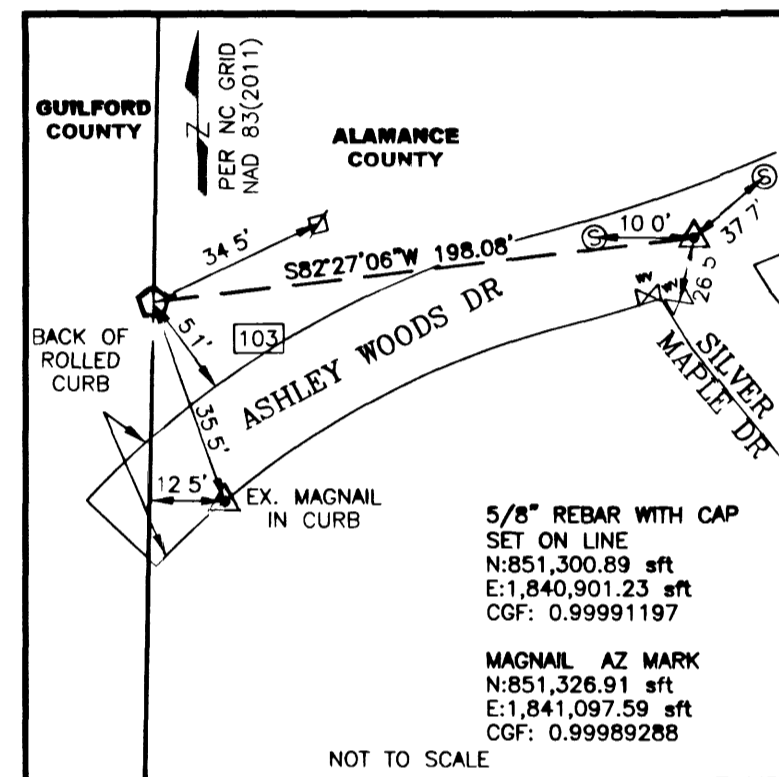 GUILFORD
COUNTY
Z
PER NC GRID
NAD 83(2011)
ALAMANCE
COUNTY
S
S
34 5'
10 0'
37 7'
S82°27'06"W 198.08'
26 5
W
W
5 1'
103
BACK OF
ROLLED
CURB
ASHLEY WOODS DR
SILVER
MAPLE DR
35 5'
12 5'
EX. MAGNAIL
IN CURB
5/8" REBAR WITH CAP
SET ON LINE
N:851,300.89 sft
E:1,840,901.23 sft
CGF: 0.99991197
MAGNAIL AZ MARK
N:851,326.91 sft
E:1,841,097.59 sft
CGF: 0.99989288
NOT TO SCALE